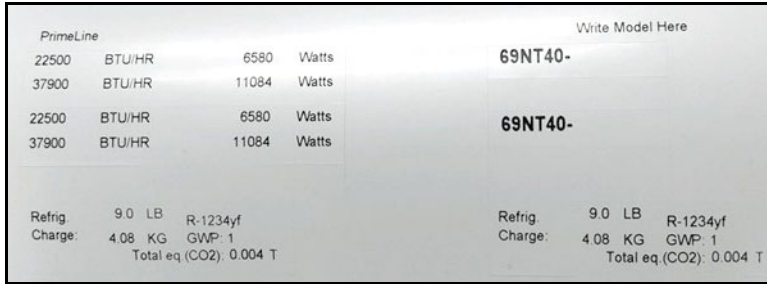 PrimeLine
22500 BTU/HR 6580 Watts
37900 BTU/HR 11084 Watts
22500 BTU/HR 6580 Watts
37900 BTU/HR 11084 Watts
Refrig. 9.0 LB R-1234yf
Charge: 4.08 KG GWP: 1
Total eq.(CO2): 0.004 T
Write Model Here
69NT40-
69NT40-
Refrig. 9.0 LB R-1234yf
Charge: 4.08 KG GWP: 1
Total eq.(CO2): 0.004 T